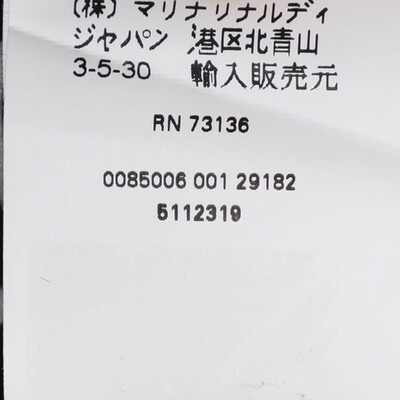 (株) マリナリナルディ
ジャパン 港区北青山
3-5-30 輸入販売元
RN 73136
0085006 001 29182
5112319